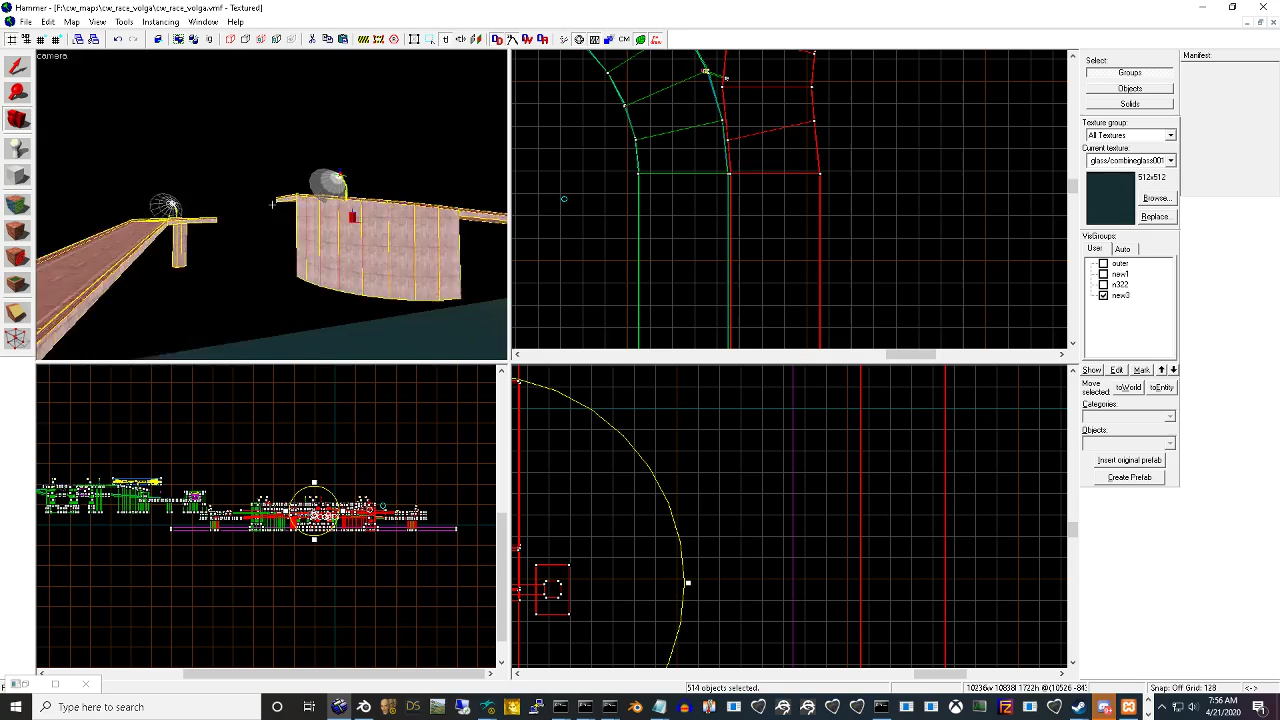 Hammer - [F:\cw_maps\cw_race_volga\cw_race_volga.vmf - Textured]
File Edit Map View Tools Instancing Window Help
camera
Select:
Groups
Objects
Solids
Texture group:
All Textures
Current texture:
glass/combineglass001
512x512
Browse...
Replace...
VisGroups:
User Auto
outer
new1
n322
new3
Show Edit Mark
Move selected: toWorld toEntity
Categories:
Objects:
Insert original prefab
Create Prefab
Manifest:
514 objects selected.
Snap: Off Grid: 128
Type here to search
7:56 AM
4/21/2020